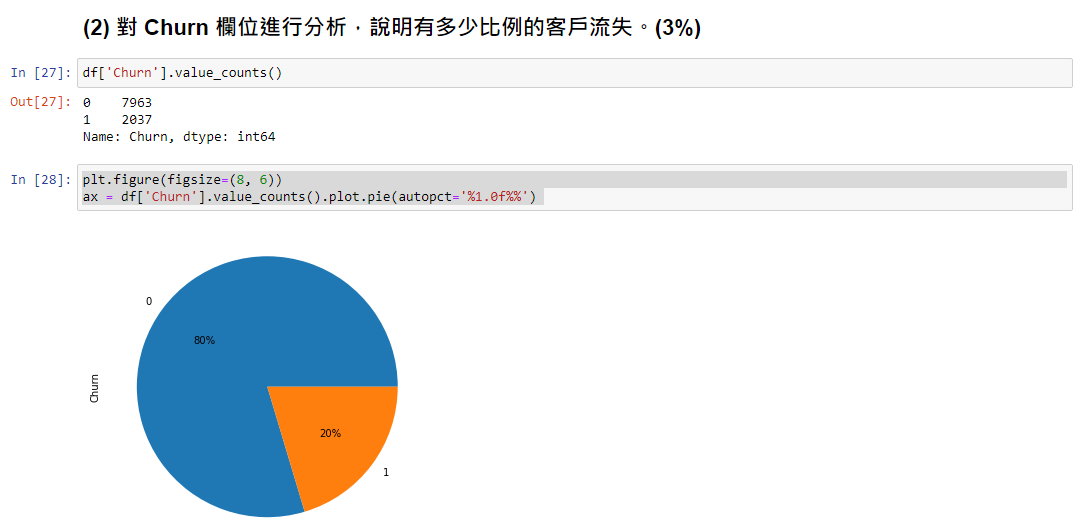 (2) 對 Churn 欄位進行分析，說明有多少比例的客戶流失。(3%)
In [27]: df['Churn'].value_counts()
Out[27]: 0    7963
1    2037
Name: Churn, dtype: int64
In [28]: plt.figure(figsize=(8, 6))
ax = df['Churn'].value_counts().plot.pie(autopct='%1.0f%%')
0
80%
Churn
20%
1